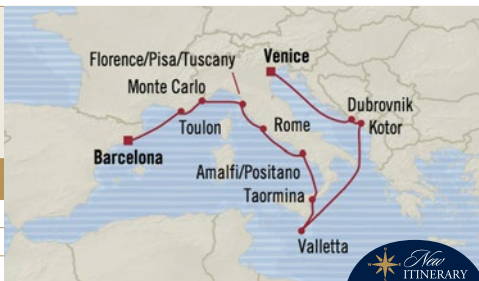 Florence/Pisa/Tuscany
Venice
Monte Carlo
Dubrovnik
Toulon
Rome
Kotor
Barcelona
Amalfi/Positano
Taormina
Valletta
New
ITINERARY